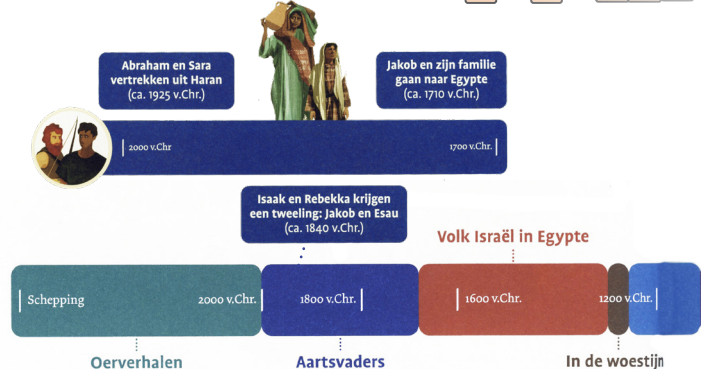 Abraham en Sara
vertrekken uit Haran
(ca. 1925 v.Chr.)
Jakob en zijn familie
gaan naar Egypte
(ca. 1710 v.Chr.)
2000 v.Chr
1700 v.Chr.
Isaak en Rebekka krijgen
een tweeling: Jakob en Esau
(ca. 1840 v.Chr.)
Volk Israël in Egypte
Schepping
2000 v.Chr.
1800 v.Chr.
1600 v.Chr.
1200 v.Chr.
Oerverhalen
Aartsvaders
In de woestijn